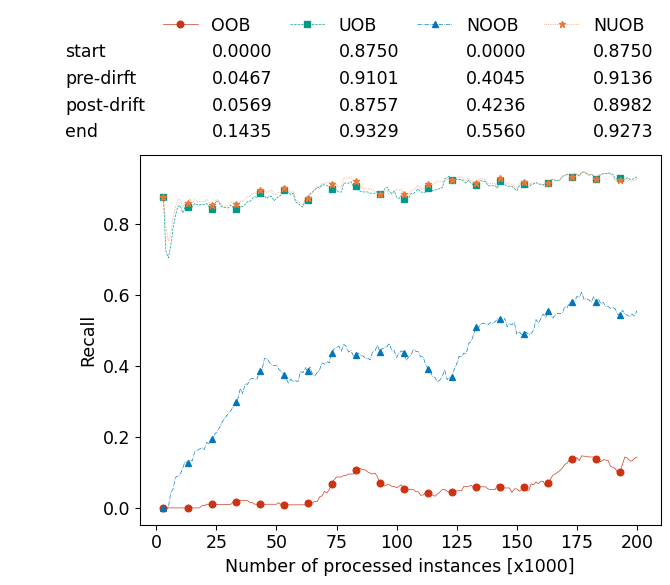 OOB UOB NOOB NUOB
start 0.0000 0.8750 0.0000 0.8750
pre-dirft 0.0467 0.9101 0.4045 0.9136
post-drift 0.0569 0.8757 0.4236 0.8982
end 0.1435 0.9329 0.5560 0.9273
0.8
0.6
0.4
0.2
0.0
Recall
0 25 50 75 100 125 150 175 200
Number of processed instances [x1000]